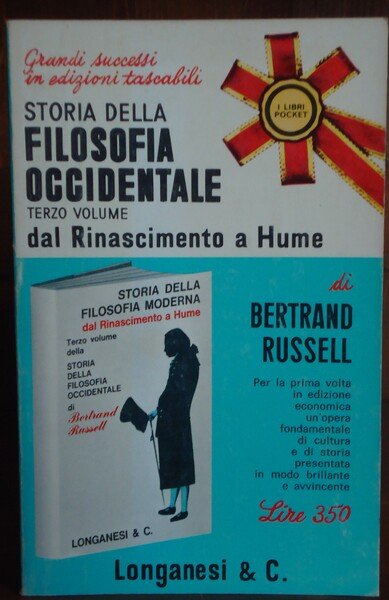 Grandi successi
in edizioni tascabili
I LIBRI
POCKET
STORIA DELLA
FILOSOFIA
OCCIDENTALE
TERZO VOLUME
dal Rinascimento a Hume
STORIA DELLA
FILOSOFIA MODERNA
dal Rinascimento a Hume
Terzo volume
della
STORIA
DELLA
FILOSOFIA
OCCIDENTALE
di
Bertrand
Russell
LONGANESI & C.
di
BERTRAND
RUSSELL
Per la prima volta
in edizione
economica
un'opera
fondamentale
di cultura
e di storia
presentata
in modo brillante
e avvincente
Lire 350
Longanesi & C.